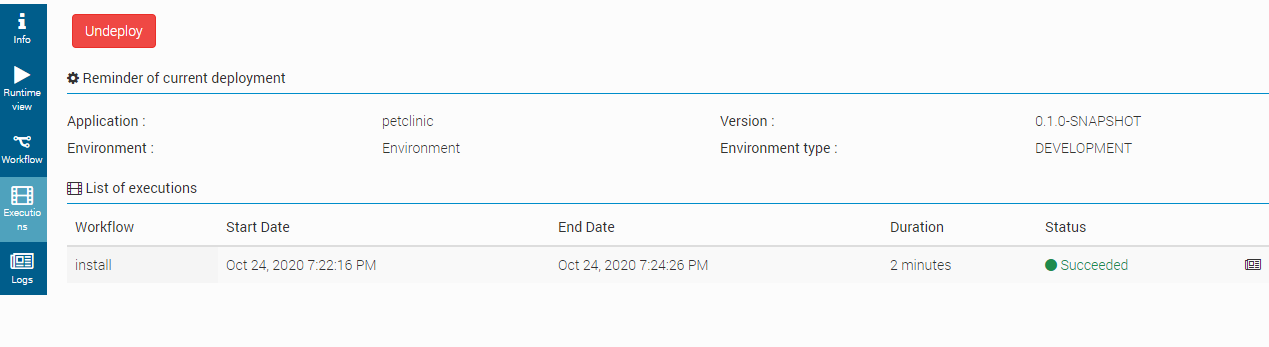 Info
Runtime
view
Workflow
Executio
ns
Logs
Undeploy
Reminder of current deployment
Application : petclinic Version : 0.1.0-SNAPSHOT
Environment : Environment Environment type : DEVELOPMENT
List of executions
Workflow Start Date End Date Duration Status
install Oct 24, 2020 7:22:16 PM Oct 24, 2020 7:24:26 PM 2 minutes Succeeded